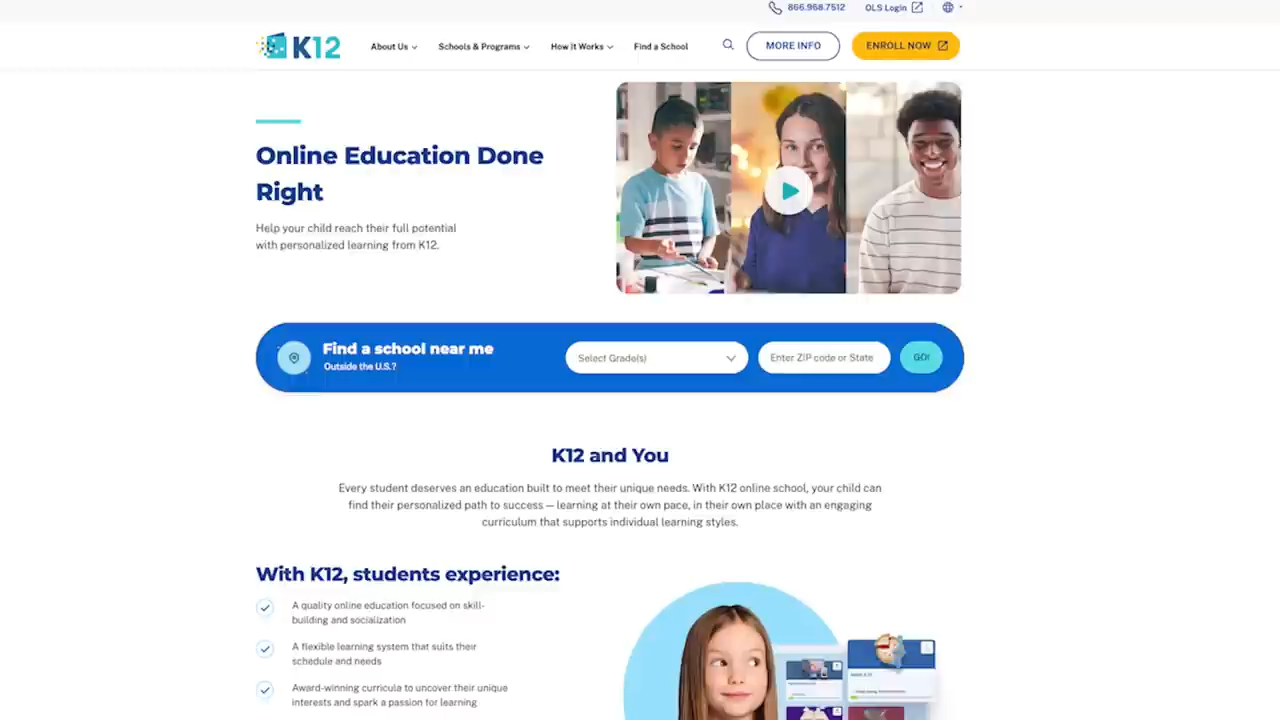 866.968.7512
OLS Login
K12
About Us
Schools & Programs
How It Works
Find a School
MORE INFO
ENROLL NOW
Online Education Done
Right
Help your child reach their full potential
with personalized learning from K12.
Find a school near me
Outside the U.S.?
Select Grade(s)
Enter ZIP code or State
GO!
K12 and You
Every student deserves an education built to meet their unique needs. With K12 online school, your child can
find their personalized path to success — learning at their own pace, in their own place with an engaging
curriculum that supports individual learning styles.
With K12, students experience:
A quality online education focused on skill-
building and socialization
A flexible learning system that suits their
schedule and needs
Award-winning curricula to uncover their unique
interests and spark a passion for learning